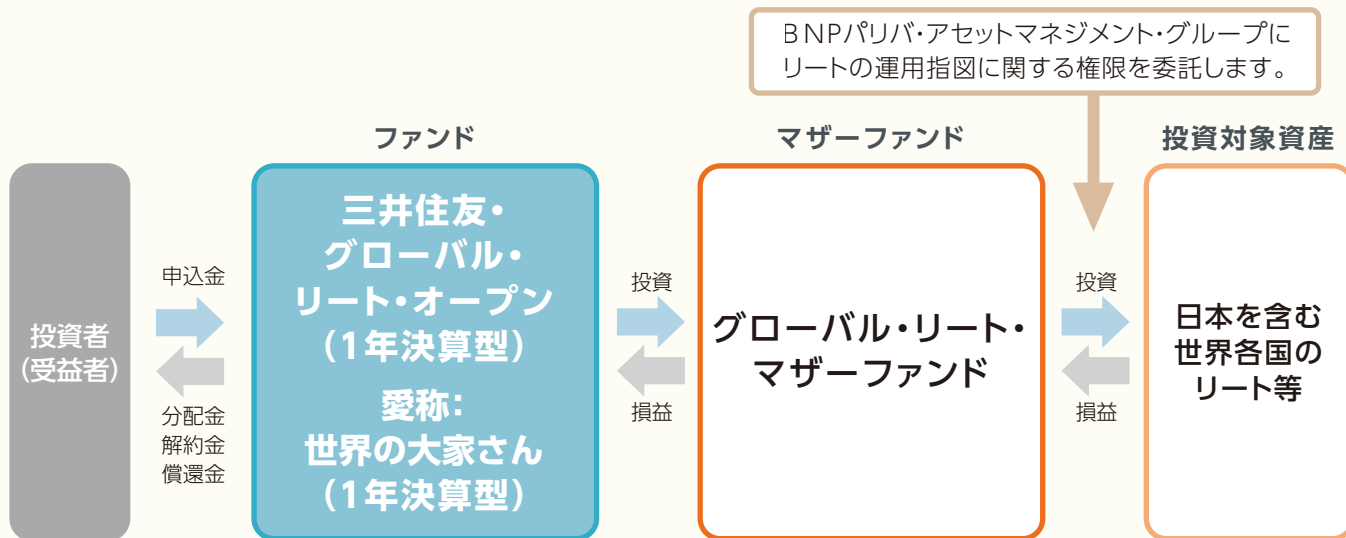 BNPパリバ・アセットマネジメント・グループに
リートの運用指図に関する権限を委託します。
ファンド
マザーファンド
投資対象資産
投資者
(受益者)
申込金
分配金
解約金
償還金
三井住友・
グローバル・
リート・オープン
(1年決算型)
愛称:
世界の大家さん
(1年決算型)
投資
損益
グローバル・リート・
マザーファンド
投資
損益
日本を含む
世界各国の
リート等